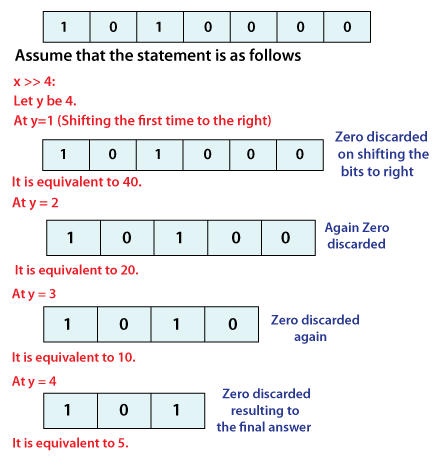 1 0 1 0 0 0 0
Assume that the statement is as follows
x >> 4:
Let y be 4.
At y=1 (Shifting the first time to the right)
1 0 1 0 0 0
Zero discarded
on shifting the
bits to right
It is equivalent to 40.
At y = 2
1 0 1 0 0
Again Zero
discarded
It is equivalent to 20.
At y = 3
1 0 1 0
Zero discarded
again
It is equivalent to 10.
At y = 4
1 0 1
Zero discarded
resulting to
the final answer
It is equivalent to 5.